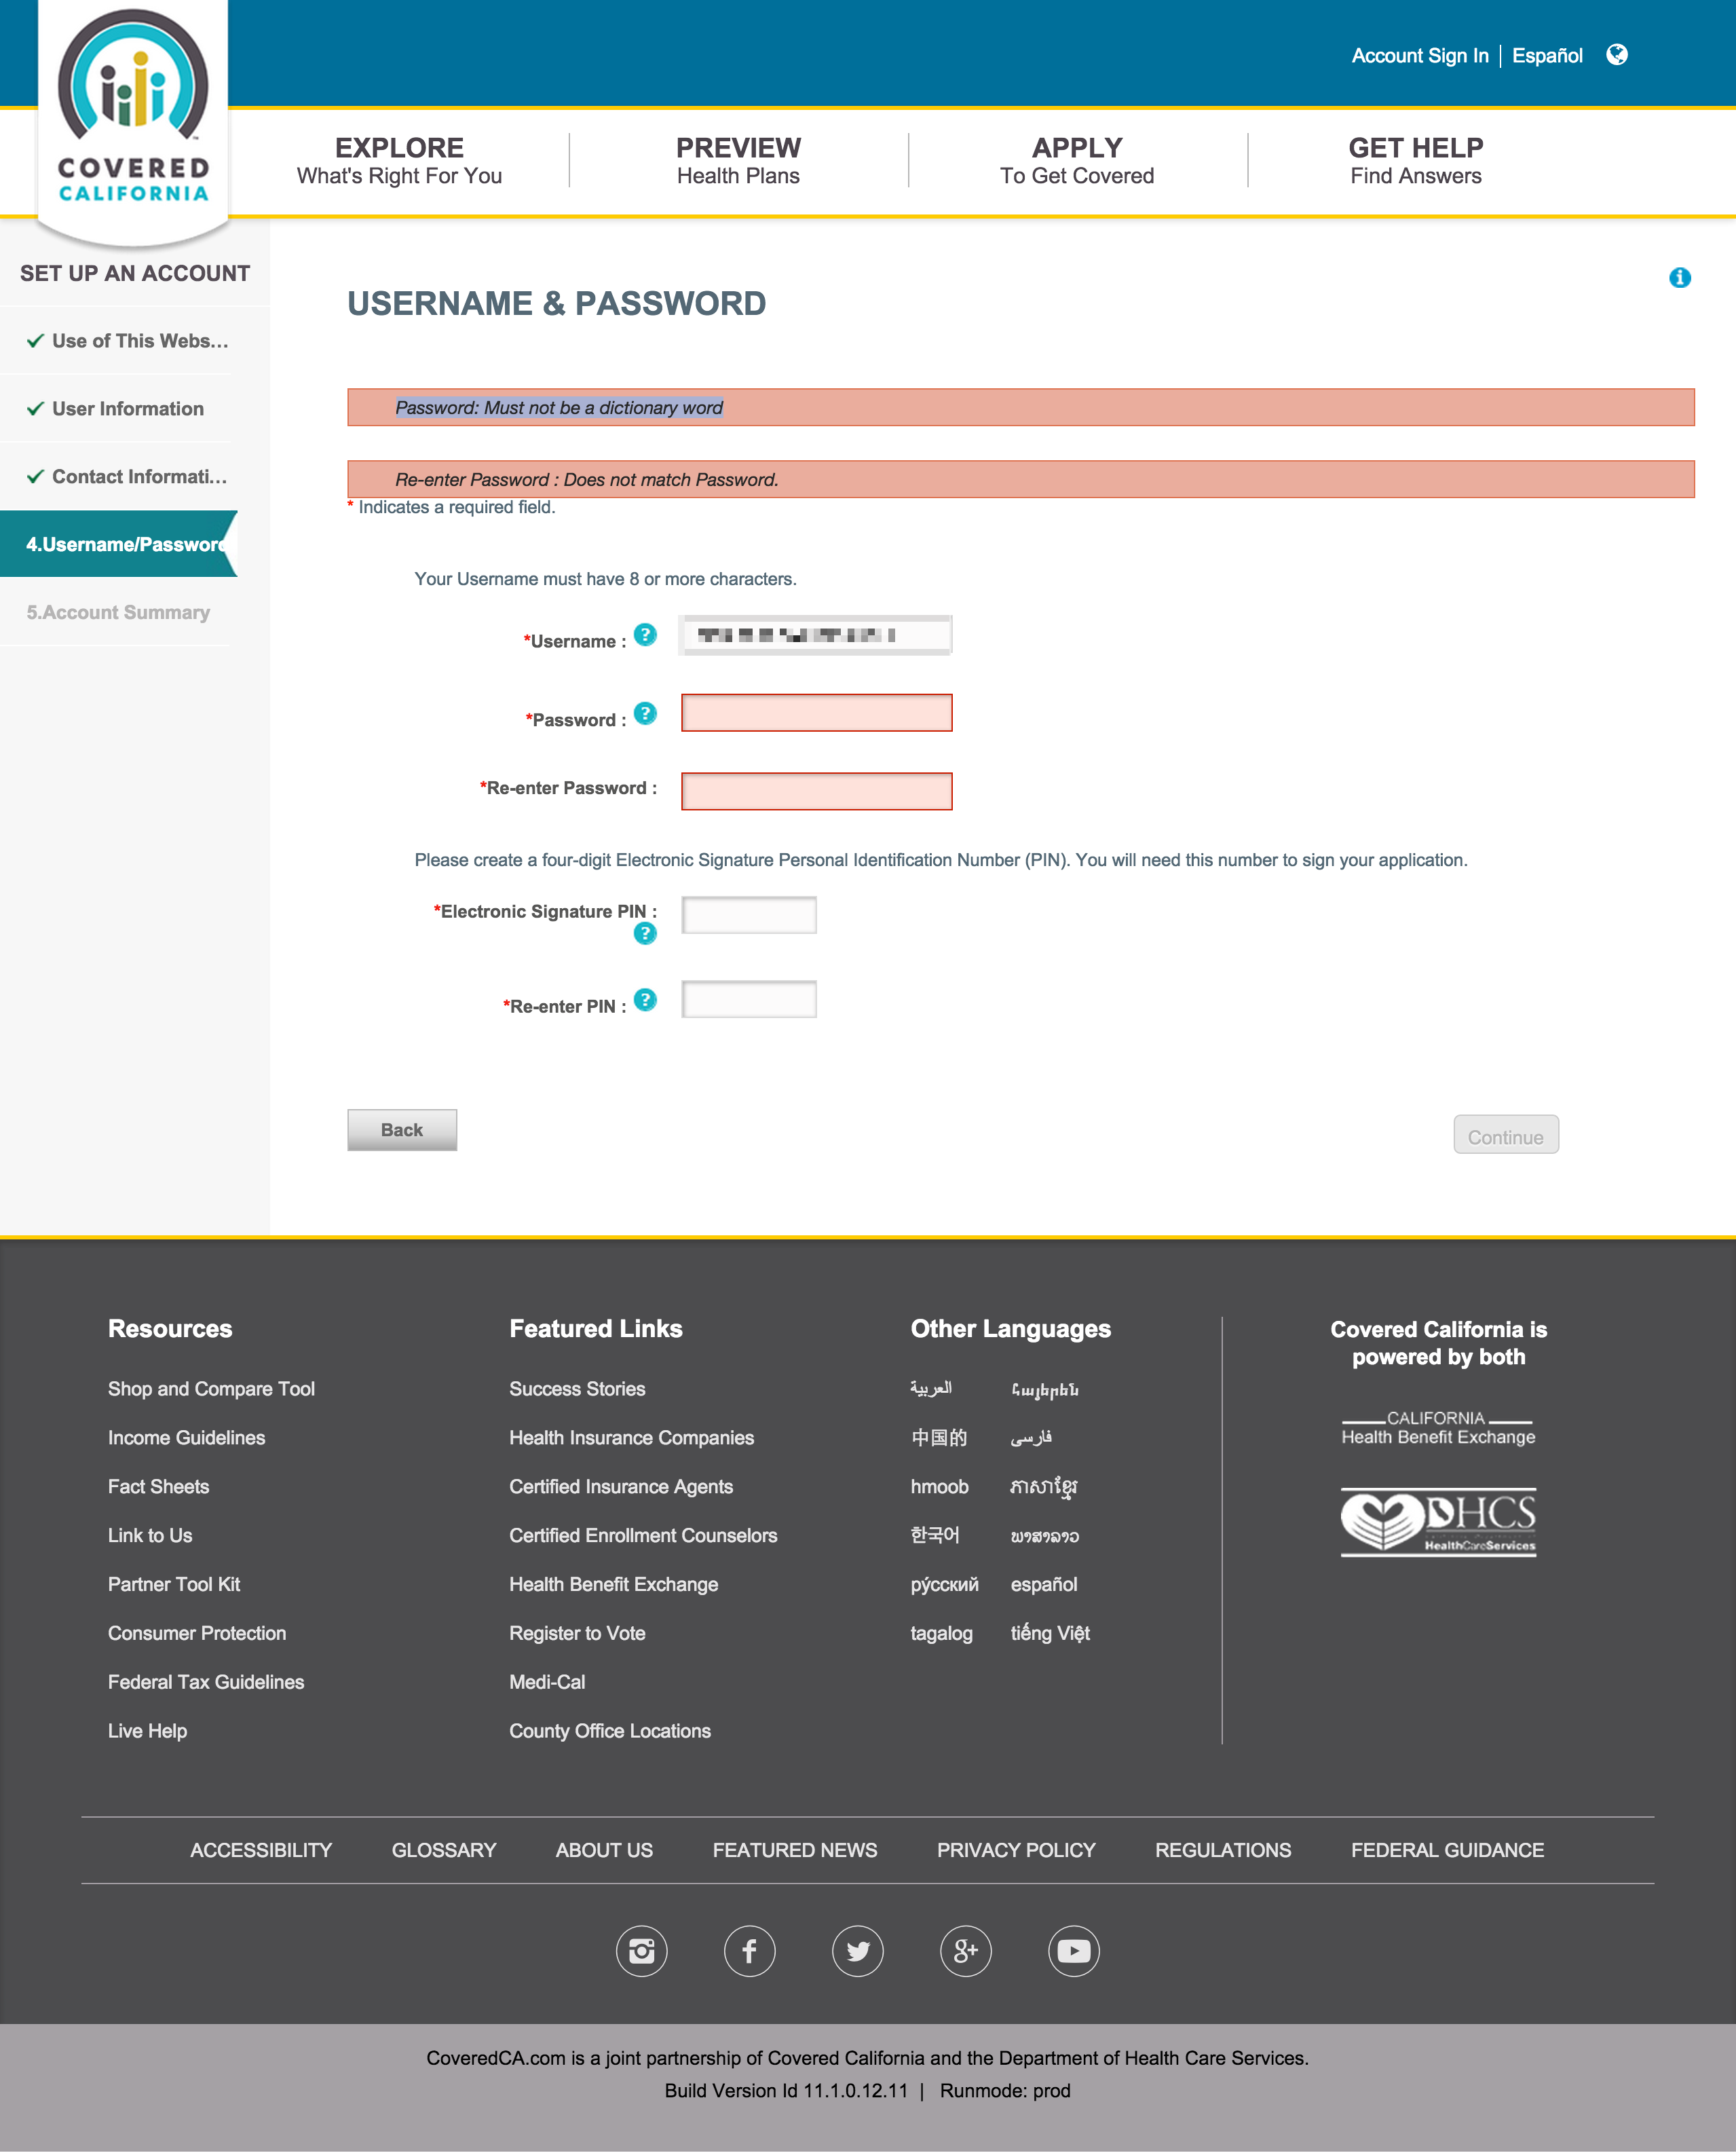 Account Sign In | Español
COVERED
CALIFORNIA
EXPLORE
What's Right For You
PREVIEW
Health Plans
APPLY
To Get Covered
GET HELP
Find Answers
SET UP AN ACCOUNT
Use of This Webs...
User Information
Contact Informati...
4.Username/Password
5.Account Summary
USERNAME & PASSWORD
Password: Must not be a dictionary word
Re-enter Password : Does not match Password.
* Indicates a required field.
Your Username must have 8 or more characters.
*Username : ?
*Password : ?
*Re-enter Password :
Please create a four-digit Electronic Signature Personal Identification Number (PIN). You will need this number to sign your application.
*Electronic Signature PIN :
?
*Re-enter PIN : ?
Back
Continue
Resources
Shop and Compare Tool
Income Guidelines
Fact Sheets
Link to Us
Partner Tool Kit
Consumer Protection
Federal Tax Guidelines
Live Help
Featured Links
Success Stories
Health Insurance Companies
Certified Insurance Agents
Certified Enrollment Counselors
Health Benefit Exchange
Register to Vote
Medi-Cal
County Office Locations
Other Languages
العربية Հայերեն
中国的 فارسی
hmoob ភាសាខ្មែរ
한국어 ພາສາລາວ
ру́сский español
tagalog tiếng Việt
Covered California is
powered by both
CALIFORNIA
Health Benefit Exchange
DHCS
HealthCareServices
ACCESSIBILITY GLOSSARY ABOUT US FEATURED NEWS PRIVACY POLICY REGULATIONS FEDERAL GUIDANCE
CoveredCA.com is a joint partnership of Covered California and the Department of Health Care Services.
Build Version Id 11.1.0.12.11 | Runmode: prod